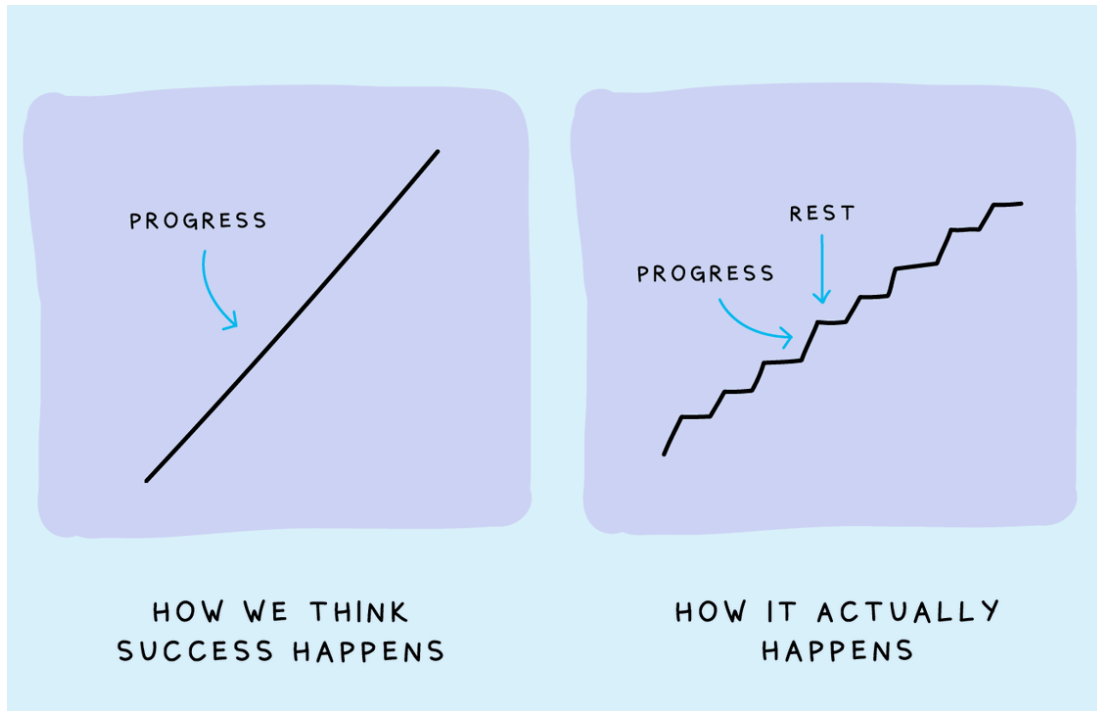 PROGRESS
HOW WE THINK
SUCCESS HAPPENS
REST
PROGRESS
HOW IT ACTUALLY
HAPPENS